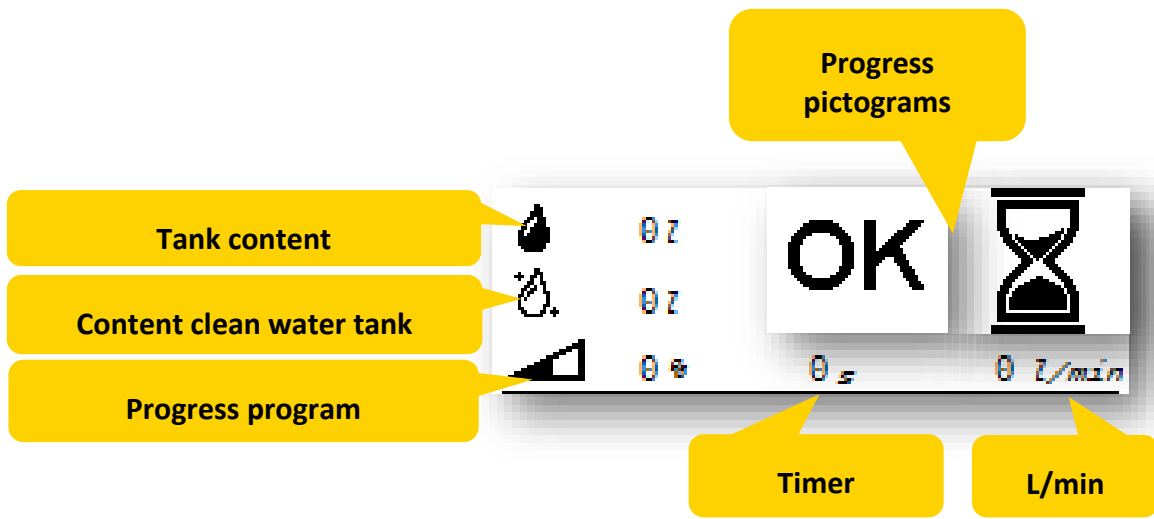 Progress
pictograms
Tank content
0 l
OK
Content clean water tank
0 l
Progress program
0 %
0 s
0 l/min
Timer
L/min